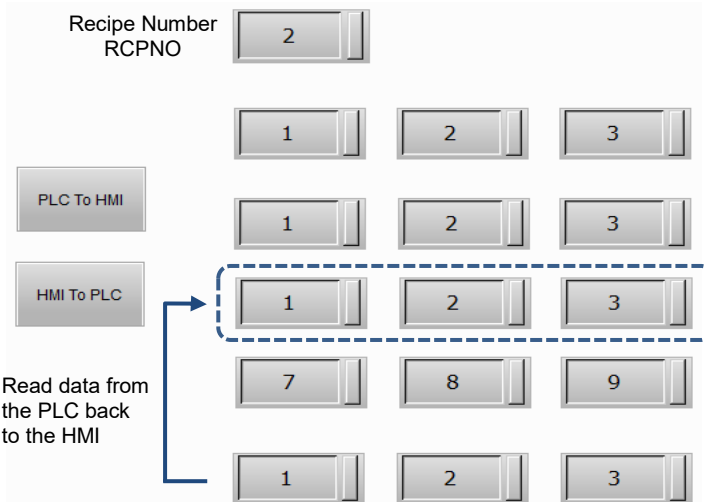 Recipe Number
RCPNO
2
1 2 3
PLC To HMI
1 2 3
HMI To PLC
1 2 3
Read data from
the PLC back
to the HMI
7 8 9
1 2 3